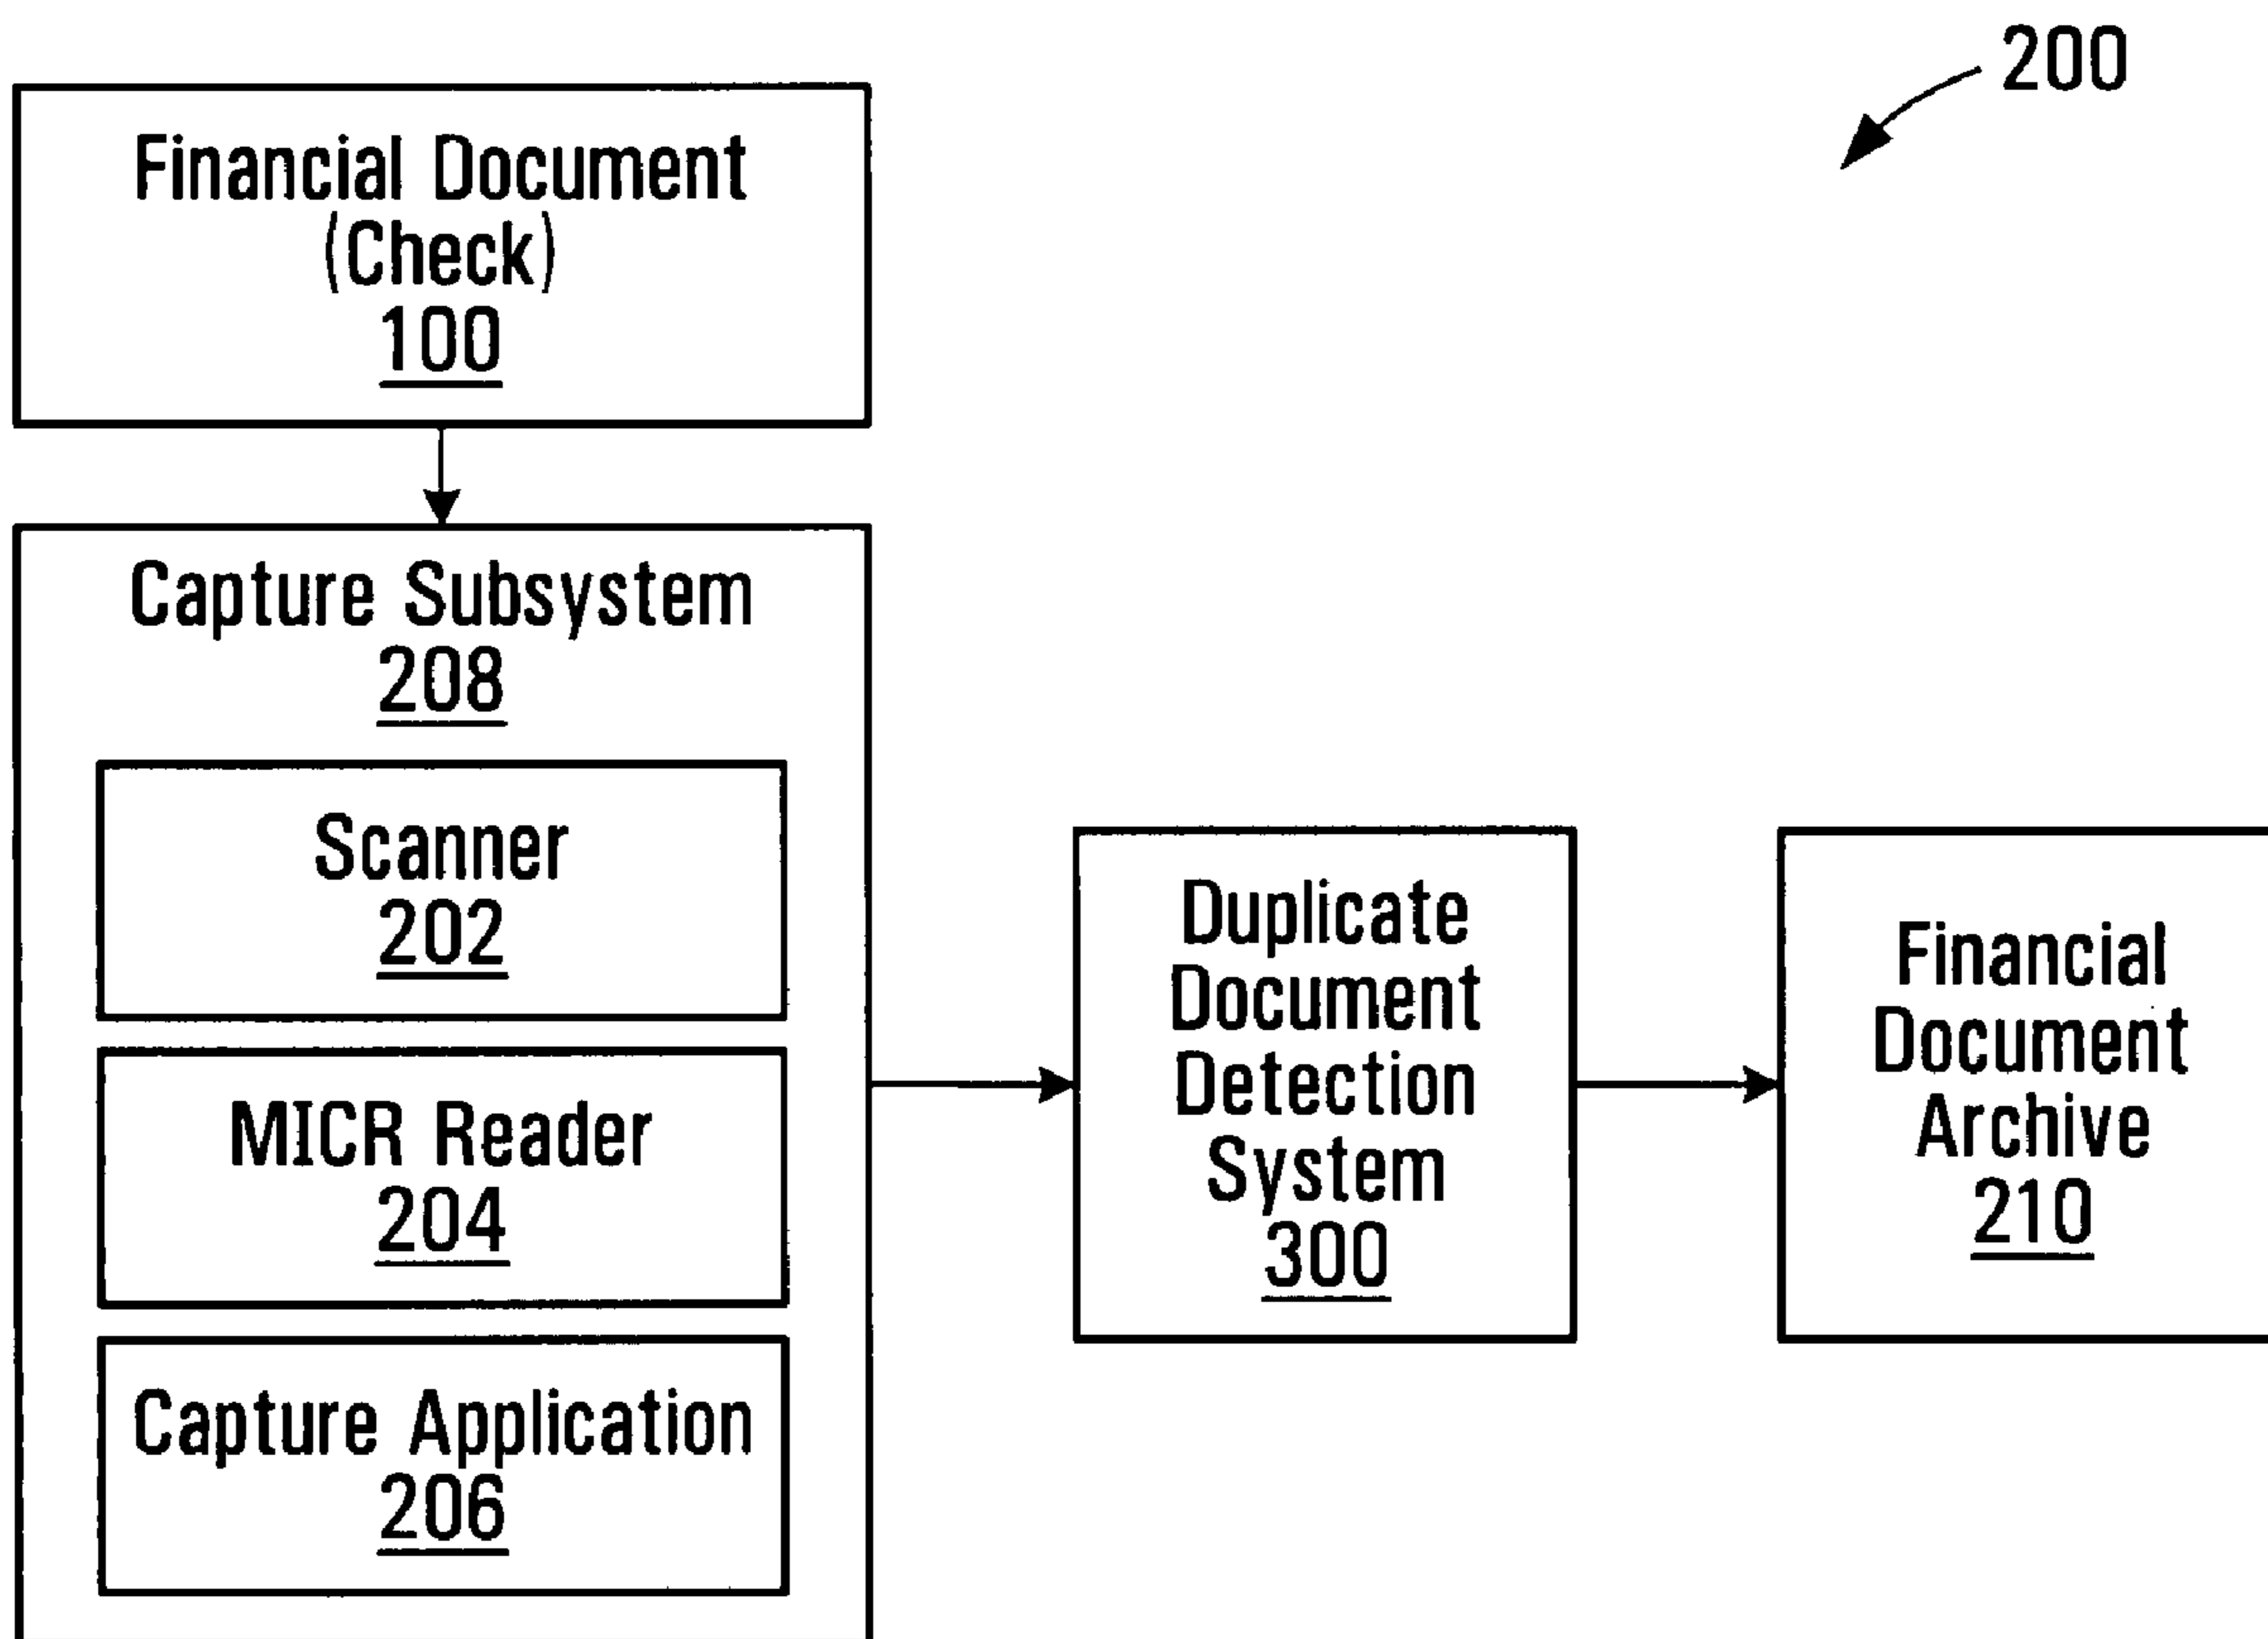 200
Financial Document
(Check)
100
Capture Subsystem
208
Scanner
202
MICR Reader
204
Capture Application
206
Duplicate
Document
Detection
System
300
Financial
Document
Archive
210